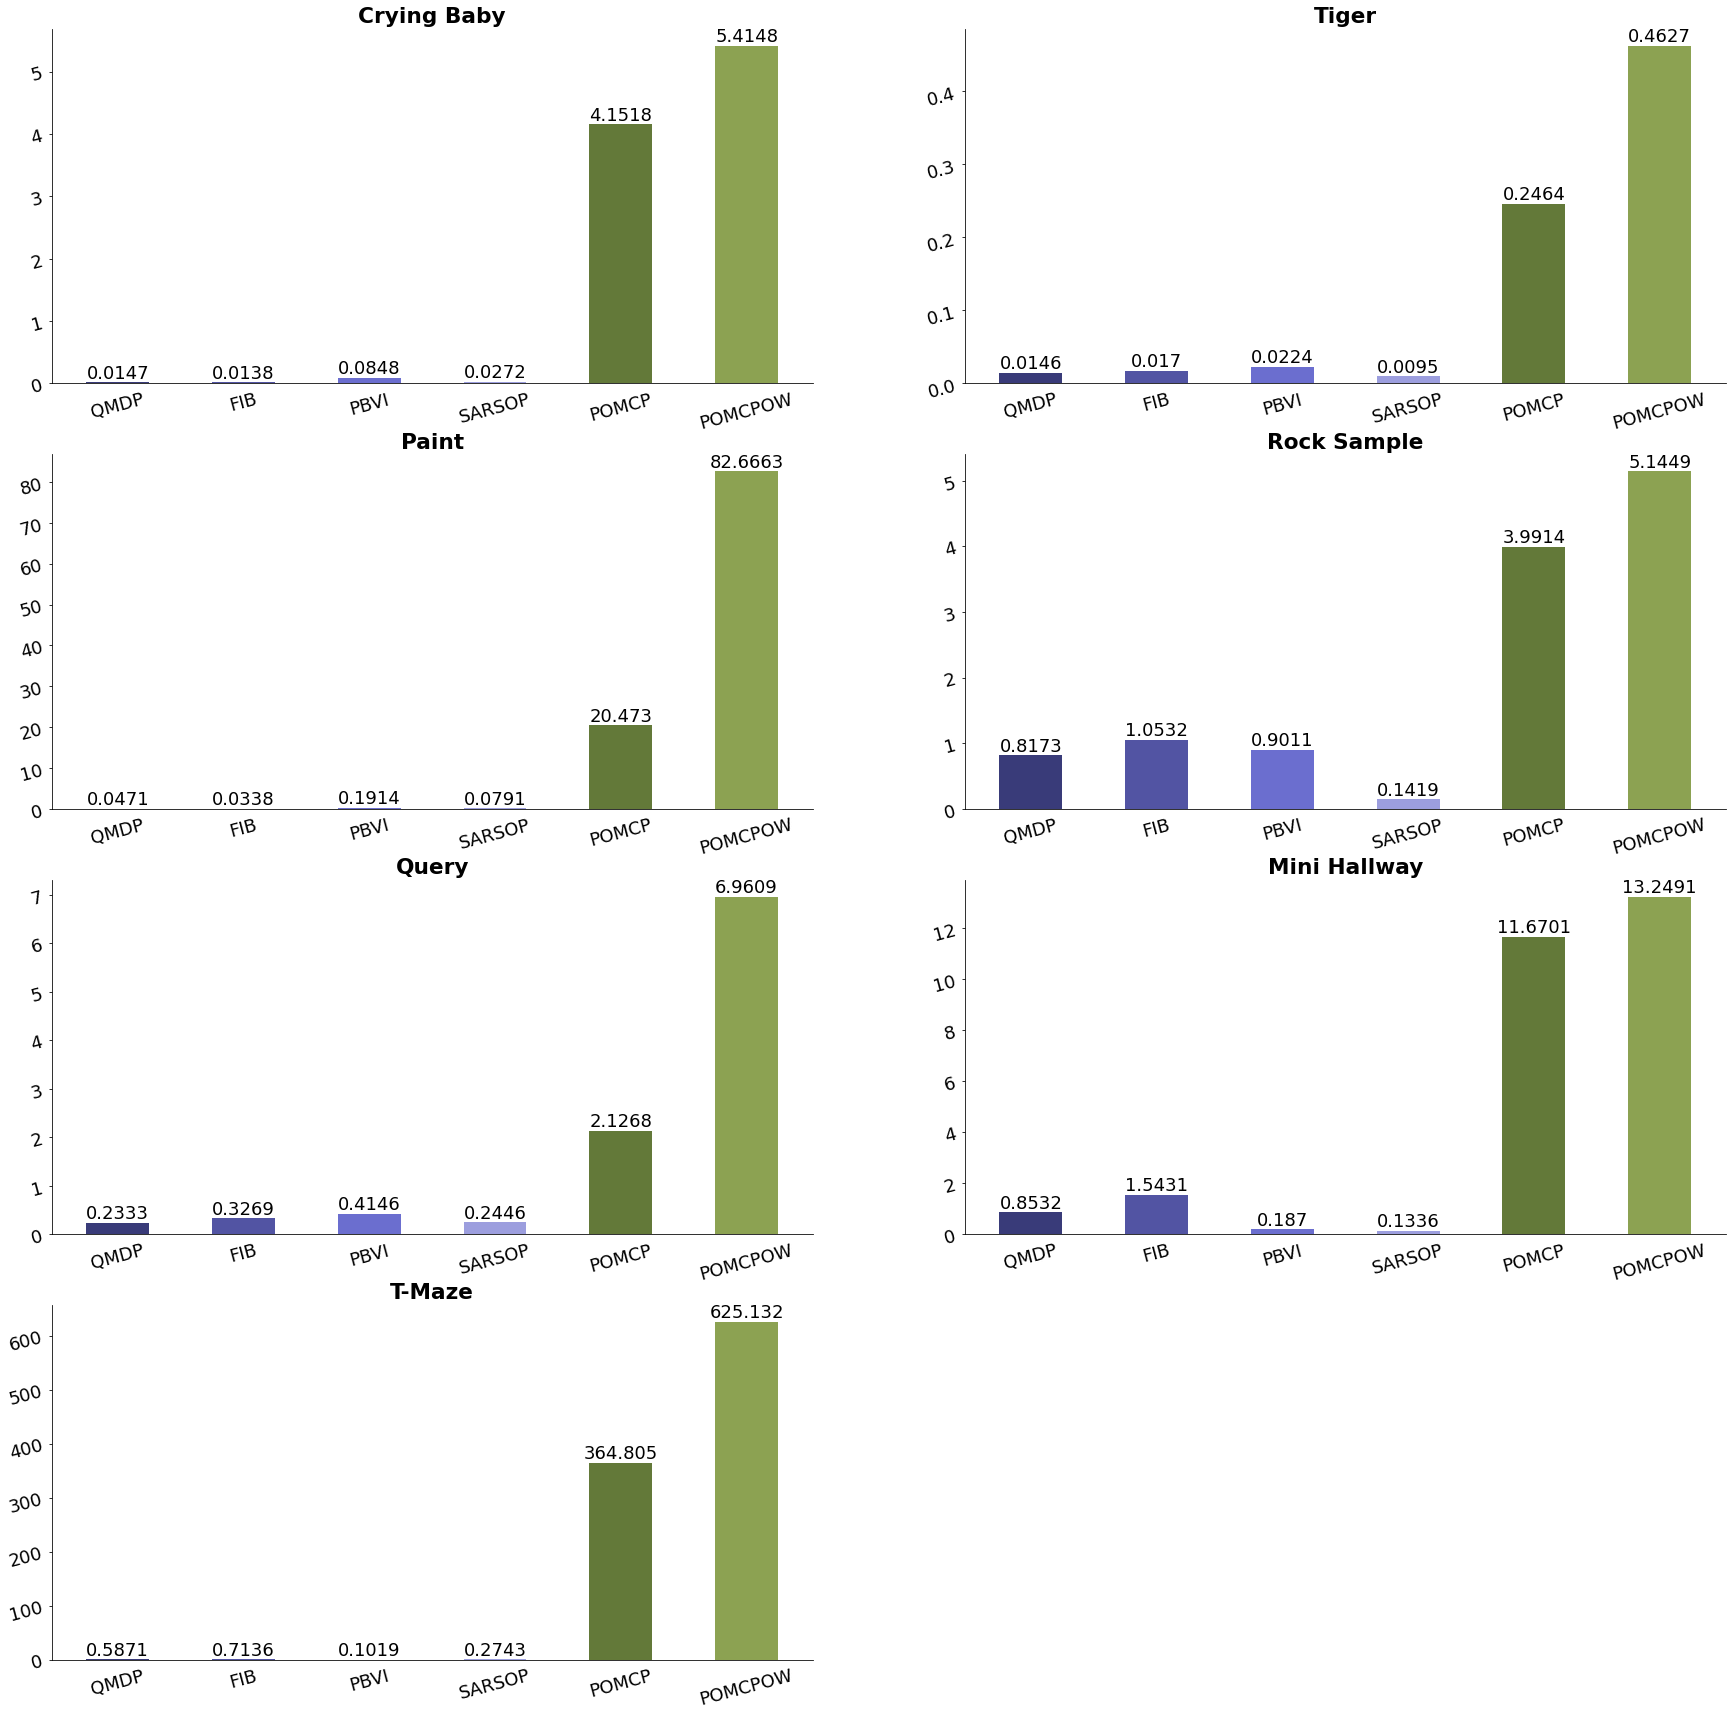 Crying Baby
5
4
3
2
1
0
0.0147
0.0138
0.0848
0.0272
4.1518
5.4148
QMDP
FIB
PBVI
SARSOP
POMCP
POMCPOW
Tiger
0.4
0.3
0.2
0.1
0.0
0.0146
0.017
0.0224
0.0095
0.2464
0.4627
QMDP
FIB
PBVI
SARSOP
POMCP
POMCPOW
Paint
80
70
60
50
40
30
20
10
0
0.0471
0.0338
0.1914
0.0791
20.473
82.6663
QMDP
FIB
PBVI
SARSOP
POMCP
POMCPOW
Rock Sample
5
4
3
2
1
0
0.8173
1.0532
0.9011
0.1419
3.9914
5.1449
QMDP
FIB
PBVI
SARSOP
POMCP
POMCPOW
Query
7
6
5
4
3
2
1
0
0.2333
0.3269
0.4146
0.2446
2.1268
6.9609
QMDP
FIB
PBVI
SARSOP
POMCP
POMCPOW
Mini Hallway
12
10
8
6
4
2
0
0.8532
1.5431
0.187
0.1336
11.6701
13.2491
QMDP
FIB
PBVI
SARSOP
POMCP
POMCPOW
T-Maze
600
500
400
300
200
100
0
0.5871
0.7136
0.1019
0.2743
364.805
625.132
QMDP
FIB
PBVI
SARSOP
POMCP
POMCPOW